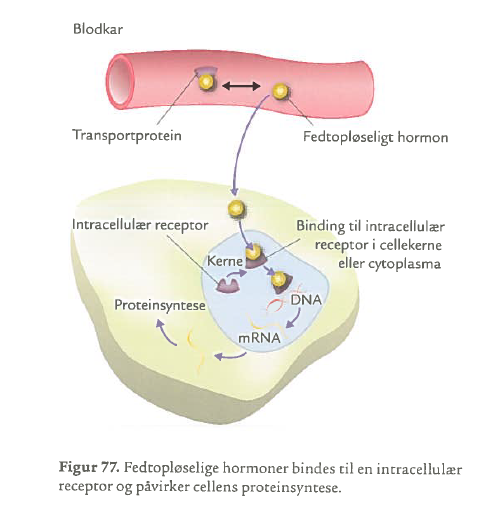 Blodkar
Transportprotein
Fedtopløseligt hormon
Intracellulær receptor
Binding til intracellulær
receptor i cellekerne
eller cytoplasma
Kerne
DNA
Proteinsyntese
mRNA
Figur 77. Fedtopløselige hormoner bindes til en intracellulær
receptor og påvirker cellens proteinsyntese.